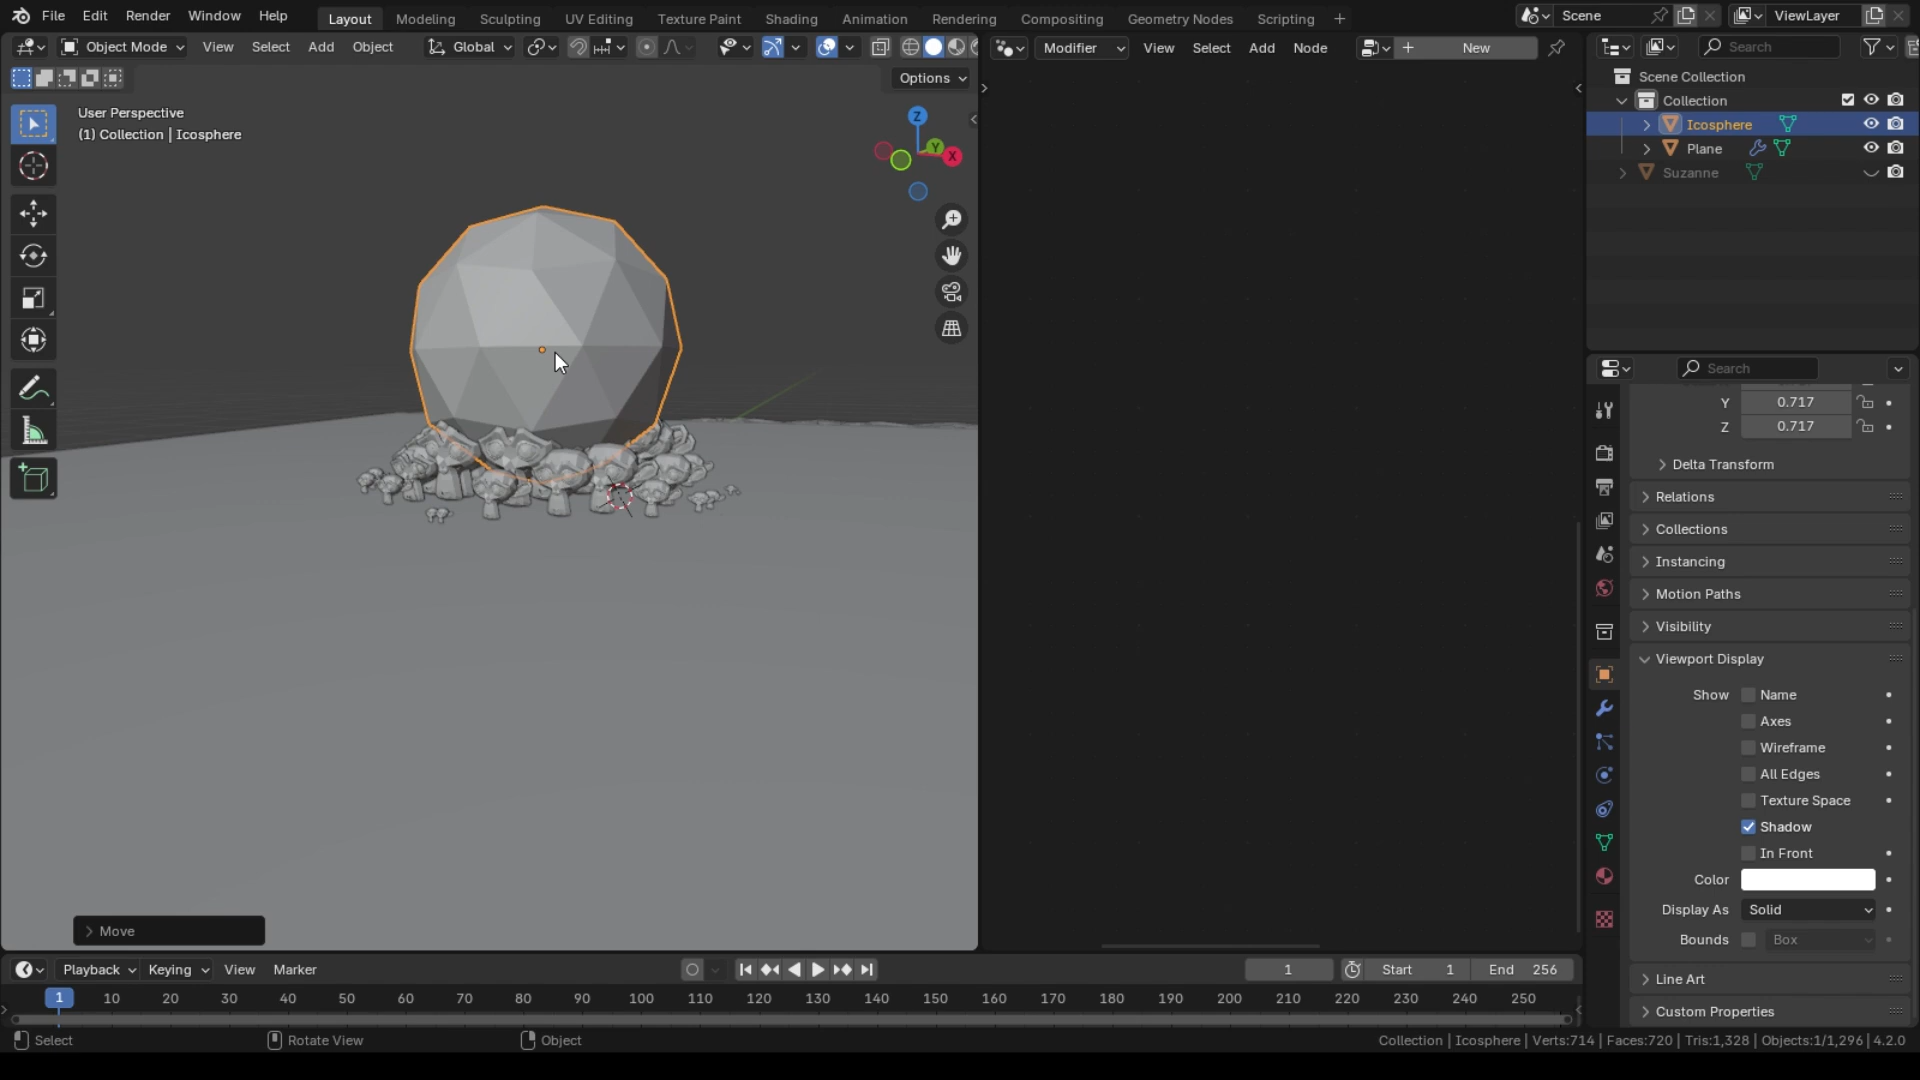 File Edit Render Window Help Layout Modeling Sculpting UV Editing Texture Paint Shading Animation Rendering Compositing Geometry Nodes Scripting + Scene ViewLayer
Object Mode View Select Add Object Global Modifier View Select Add Node + New Search
Options
Scene Collection
Collection
Icosphere
Plane
Suzanne
User Perspective
(1) Collection | Icosphere
Z
Y
X
Search
Y 0.717
Z 0.717
Delta Transform
Relations
Collections
Instancing
Motion Paths
Visibility
Viewport Display
Show Name
Axes
Wireframe
All Edges
Texture Space
Shadow
In Front
Color
Display As Solid
Bounds Box
Line Art
Custom Properties
Move
Playback Keying View Marker 1 Start 1 End 256
1 10 20 30 40 50 60 70 80 90 100 110 120 130 140 150 160 170 180 190 200 210 220 230 240 250
Select Rotate View Object Collection | Icosphere | Verts:714 | Faces:720 | Tris:1,328 | Objects:1/1,296 | 4.2.0